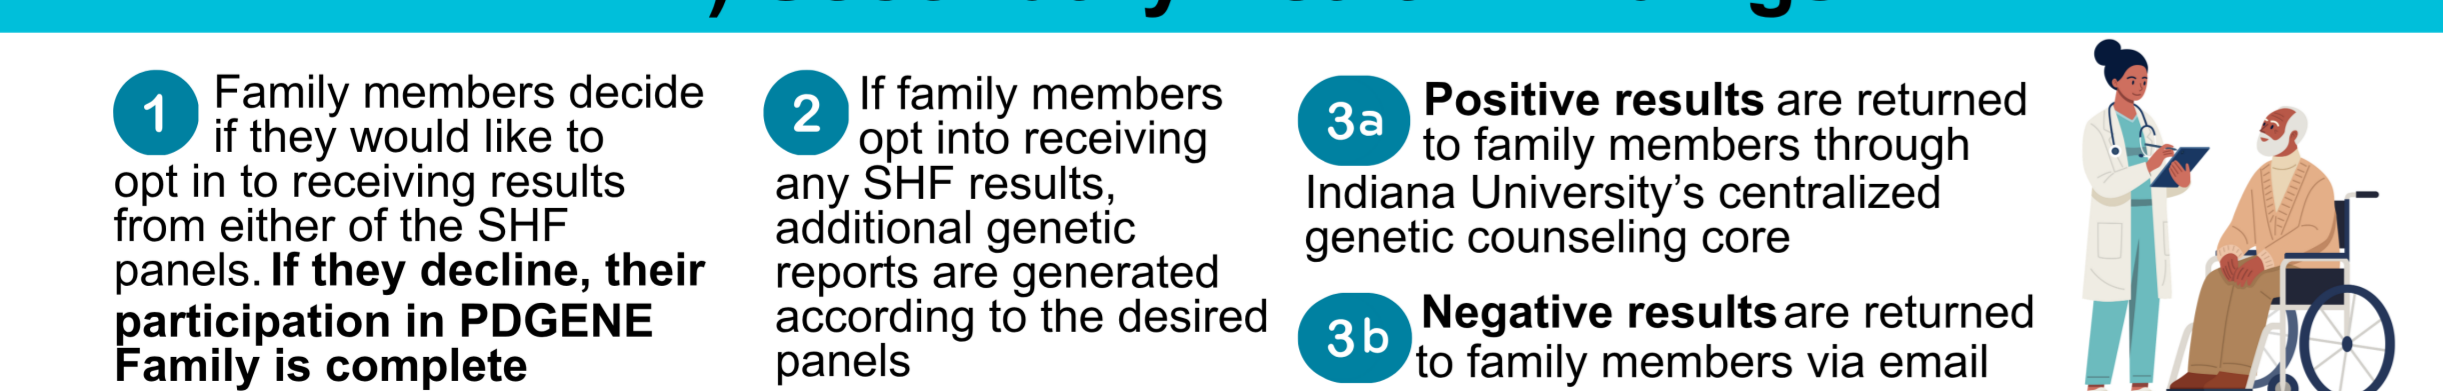 1 Family members decide
if they would like to
opt in to receiving results
from either of the SHF
panels. If they decline, their
participation in PDGENE
Family is complete
2 If family members
opt into receiving
any SHF results,
additional genetic
reports are generated
according to the desired
panels
3a Positive results are returned
to family members through
Indiana University's centralized
genetic counseling core
3b Negative results are returned
to family members via email